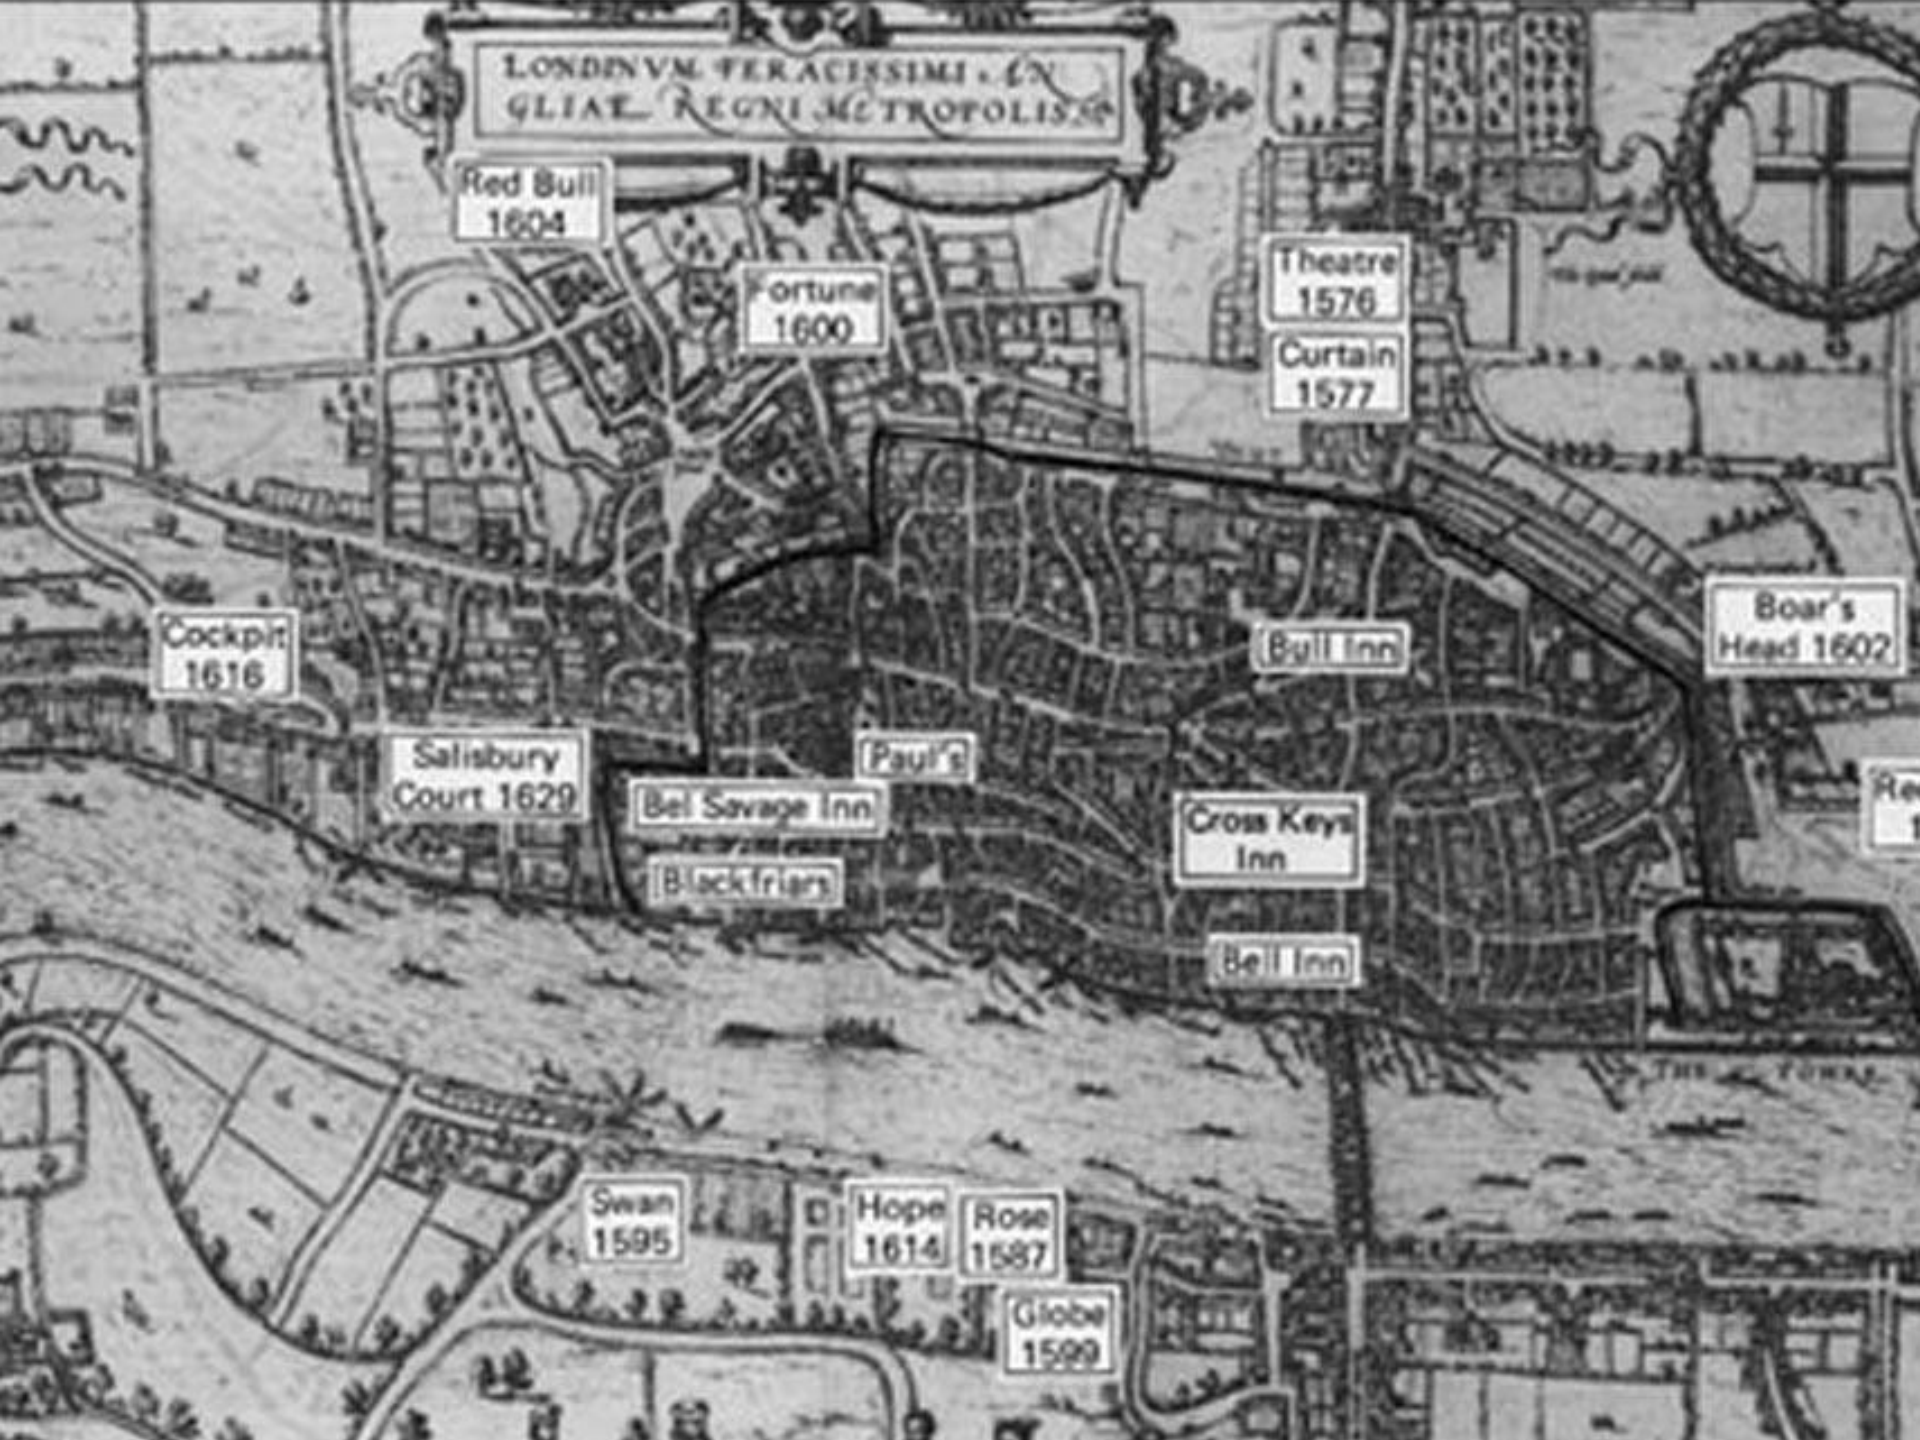 LONDINVM FERACISSIMI AN
GLIAE REGNI METROPOLIS
Red Bull
1604
Fortune
1600
Theatre
1576
Curtain
1577
Cockpit
1616
Bull Inn
Boar's
Head 1602
Salisbury
Court 1629
Paul's
Bel Savage Inn
Cross Keys
Inn
Blackfriars
Bell Inn
Swan
1595
Hope
1614
Rose
1587
Globe
1599